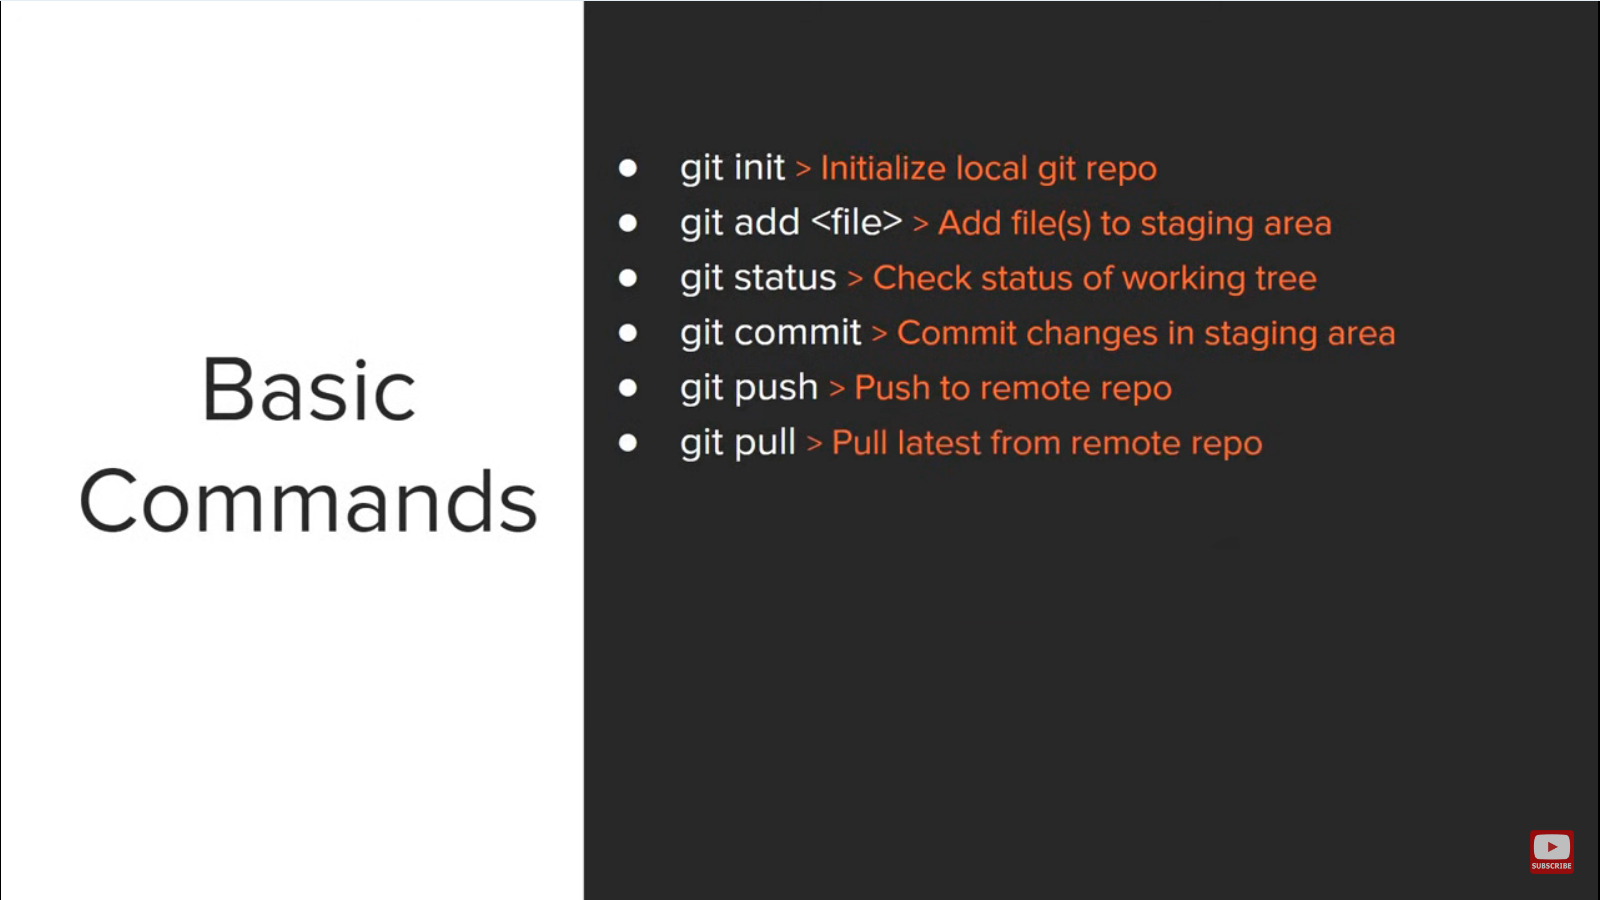 Basic
Commands
● git init > Initialize local git repo
● git add <file> > Add file(s) to staging area
● git status > Check status of working tree
● git commit > Commit changes in staging area
● git push > Push to remote repo
● git pull > Pull latest from remote repo
SUBSCRIBE